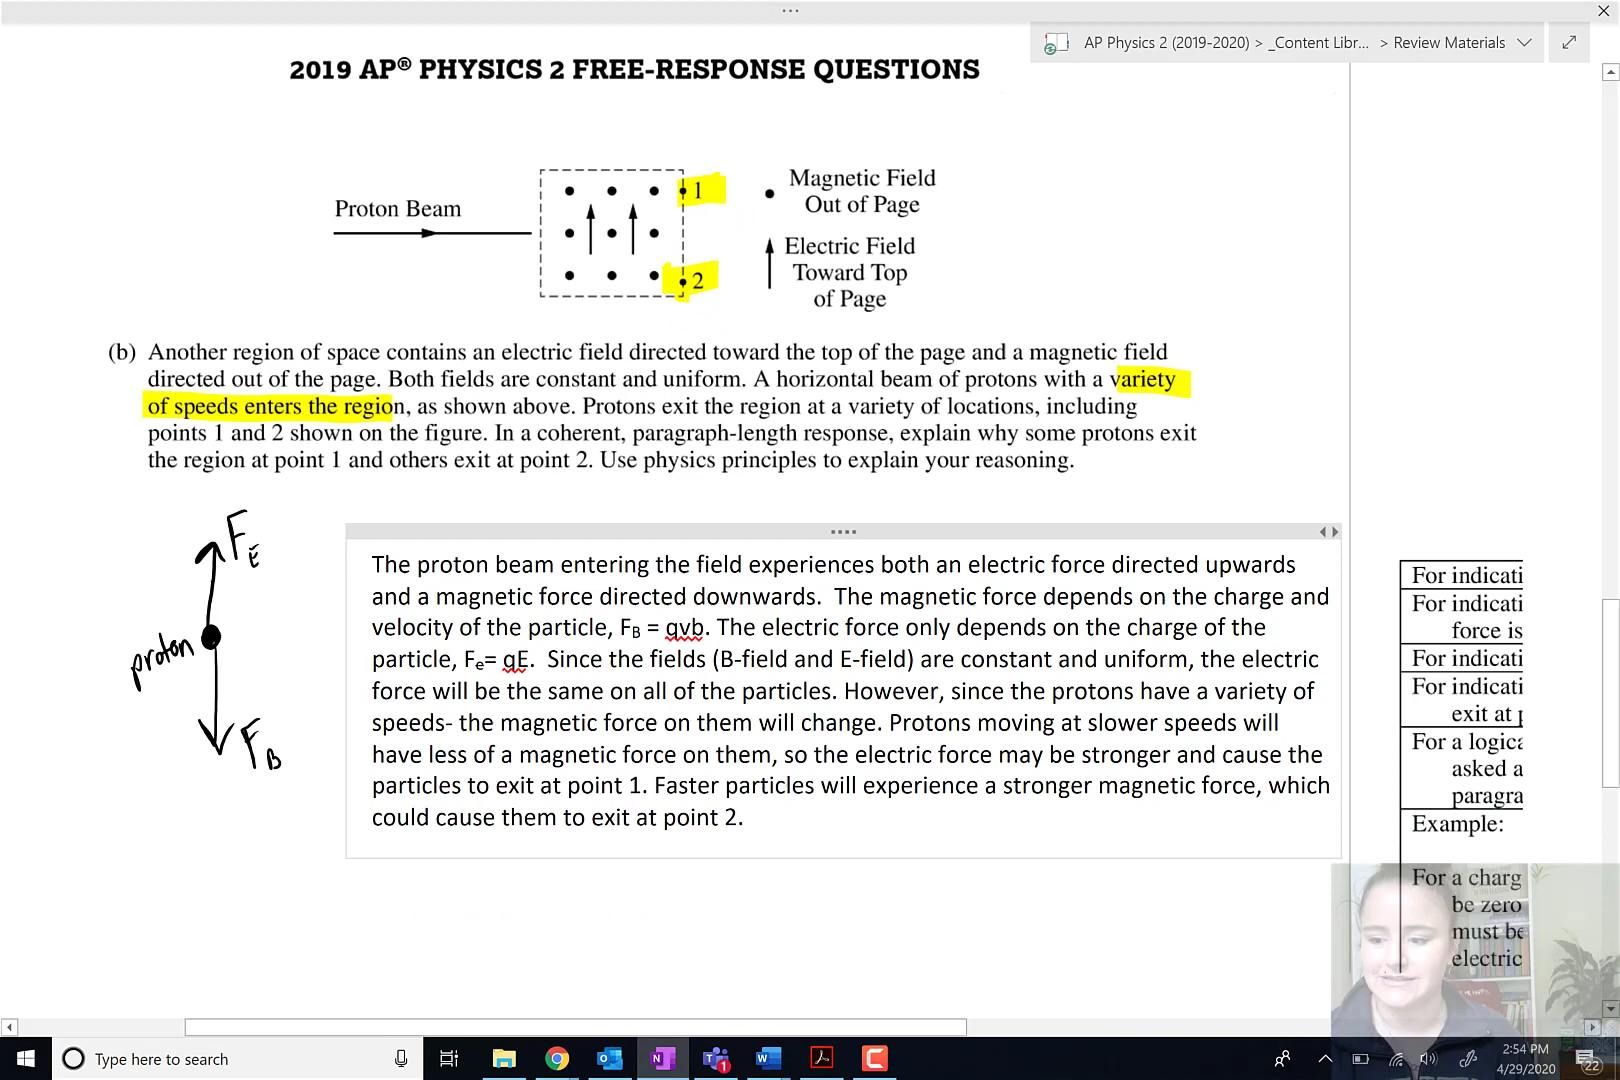 AP Physics 2 (2019-2020) > _Content Libr... > Review Materials
2019 AP® PHYSICS 2 FREE-RESPONSE QUESTIONS
Proton Beam
1
2
Magnetic Field
Out of Page
Electric Field
Toward Top
of Page
(b) Another region of space contains an electric field directed toward the top of the page and a magnetic field
directed out of the page. Both fields are constant and uniform. A horizontal beam of protons with a variety
of speeds enters the region, as shown above. Protons exit the region at a variety of locations, including
points 1 and 2 shown on the figure. In a coherent, paragraph-length response, explain why some protons exit
the region at point 1 and others exit at point 2. Use physics principles to explain your reasoning.
FE
proton
FB
The proton beam entering the field experiences both an electric force directed upwards
and a magnetic force directed downwards. The magnetic force depends on the charge and
velocity of the particle, FB = qvb. The electric force only depends on the charge of the
particle, Fe= qE. Since the fields (B-field and E-field) are constant and uniform, the electric
force will be the same on all of the particles. However, since the protons have a variety of
speeds- the magnetic force on them will change. Protons moving at slower speeds will
have less of a magnetic force on them, so the electric force may be stronger and cause the
particles to exit at point 1. Faster particles will experience a stronger magnetic force, which
could cause them to exit at point 2.
For indicati
For indicati
force is
For indicati
For indicati
exit at p
For a logica
asked a
paragra
Example:
For a charg
be zero
must be
electric
Type here to search
2:54 PM
4/29/2020
22
1